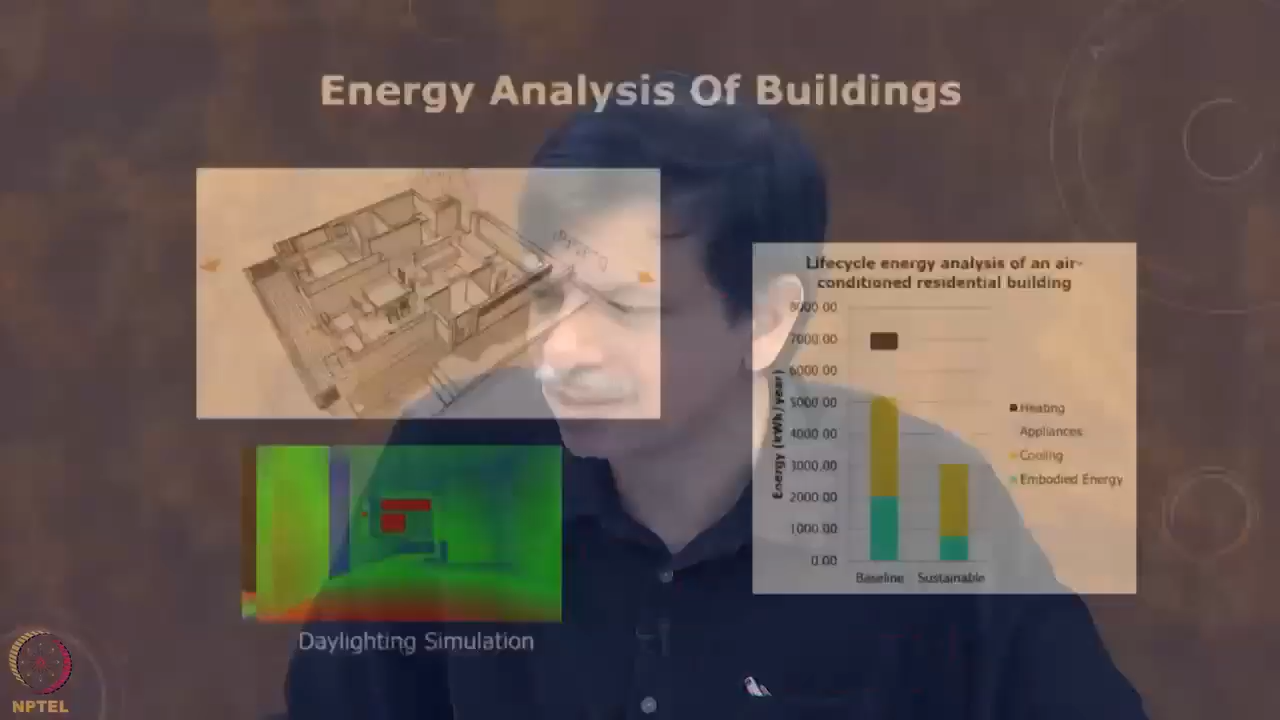 Energy Analysis Of Buildings
Lifecycle energy analysis of an air-
conditioned residential building
8000.00
7000.00
6000.00
5000.00
4000.00
3000.00
2000.00
1000.00
0.00
Energy (kWh/year)
Baseline Sustainable
Heating
Appliances
Cooling
Embodied Energy
Daylighting Simulation
NPTEL